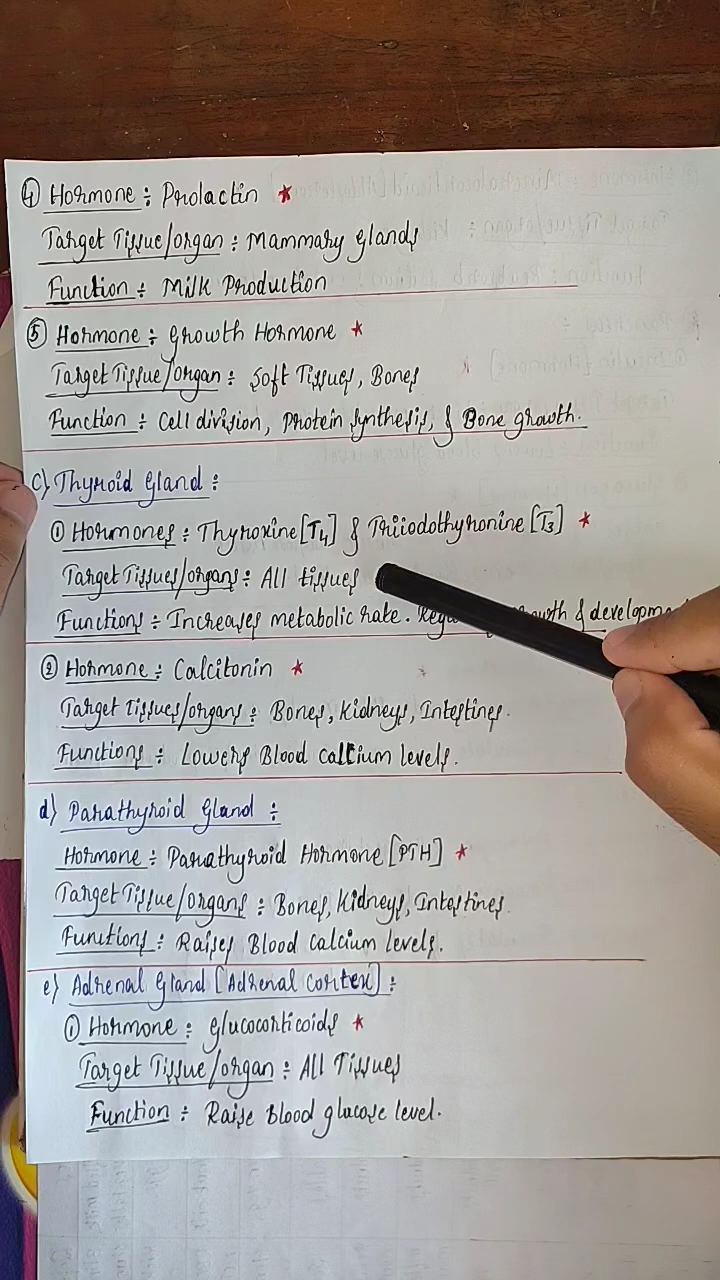 ④ Hormone : Prolactin ★
Target Tissue/organ : Mammary glands
Function : Milk Production
⑤ Hormone : Growth Hormone ★
Target Tissue/Organ : Soft Tissues, Bones
Function : Cell division, Protein synthesis, & Bone growth.
c) Thyroid Gland :
① Hormones : Thyroxine [T4] & Triiodothyronine [T3] ★
Target Tissues/organs : All tissues
Functions : Increases metabolic rate. & developme
② Hormone : Calcitonin ★
Target Tissues/organs : Bones, Kidneys, Intestines.
Functions : Lowers Blood calcium levels.
d) Parathyroid Gland :
Hormone : Parathyroid Hormone [PTH] ★
Target Tissue/organs : Bones, Kidneys, Intestines
Functions : Raises Blood calcium levels.
e) Adrenal Gland [Adrenal cortex] :
① Hormone : Glucocorticoids ★
Target Tissue/organ : All Tissues
Function : Raise Blood glucose level.